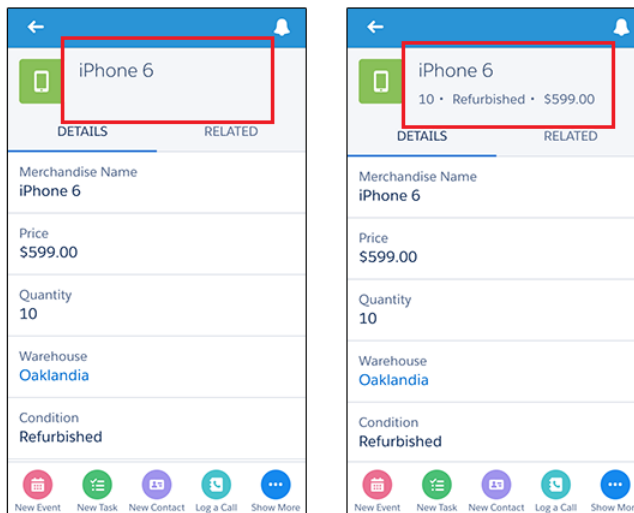 iPhone 6
DETAILS RELATED
Merchandise Name
iPhone 6
Price
$599.00
Quantity
10
Warehouse
Oaklandia
Condition
Refurbished
New Event New Task New Contact Log a Call Show More
iPhone 6
10 • Refurbished • $599.00
DETAILS RELATED
Merchandise Name
iPhone 6
Price
$599.00
Quantity
10
Warehouse
Oaklandia
Condition
Refurbished
New Event New Task New Contact Log a Call Show More